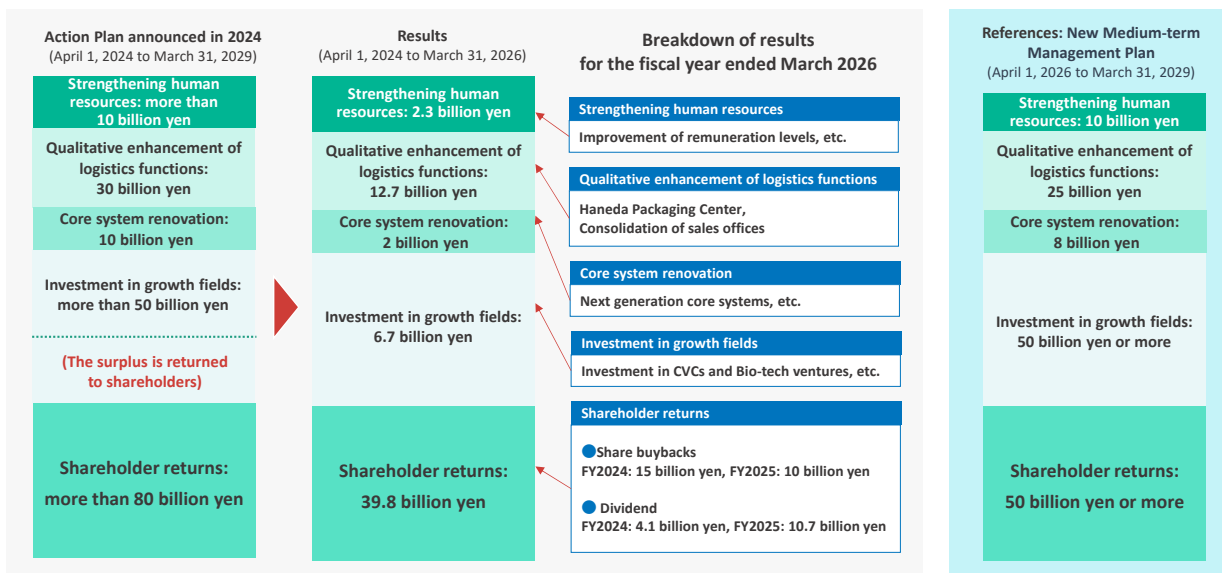 Action Plan announced in 2024
(April 1, 2024 to March 31, 2029)
Strengthening human
resources: more than
10 billion yen
Qualitative enhancement of
logistics functions:
30 billion yen
Core system renovation:
10 billion yen
Investment in growth fields:
more than 50 billion yen
(The surplus is returned
to shareholders)
Shareholder returns:
more than 80 billion yen
Results
(April 1, 2024 to March 31, 2026)
Strengthening human
resources: 2.3 billion yen
Qualitative enhancement of
logistics functions:
12.7 billion yen
Core system renovation:
2 billion yen
Investment in growth fields:
6.7 billion yen
Shareholder returns:
39.8 billion yen
Breakdown of results
for the fiscal year ended March 2026
Strengthening human resources
Improvement of remuneration levels, etc.
Qualitative enhancement of logistics functions
Haneda Packaging Center,
Consolidation of sales offices
Core system renovation
Next generation core systems, etc.
Investment in growth fields
Investment in CVCs and Bio-tech ventures, etc.
Shareholder returns
●Share buybacks
FY2024: 15 billion yen, FY2025: 10 billion yen
● Dividend
FY2024: 4.1 billion yen, FY2025: 10.7 billion yen
References: New Medium-term
Management Plan
(April 1, 2026 to March 31, 2029)
Strengthening human
resources: 10 billion yen
Qualitative enhancement of
logistics functions:
25 billion yen
Core system renovation:
8 billion yen
Investment in growth fields:
50 billion yen or more
Shareholder returns:
50 billion yen or more